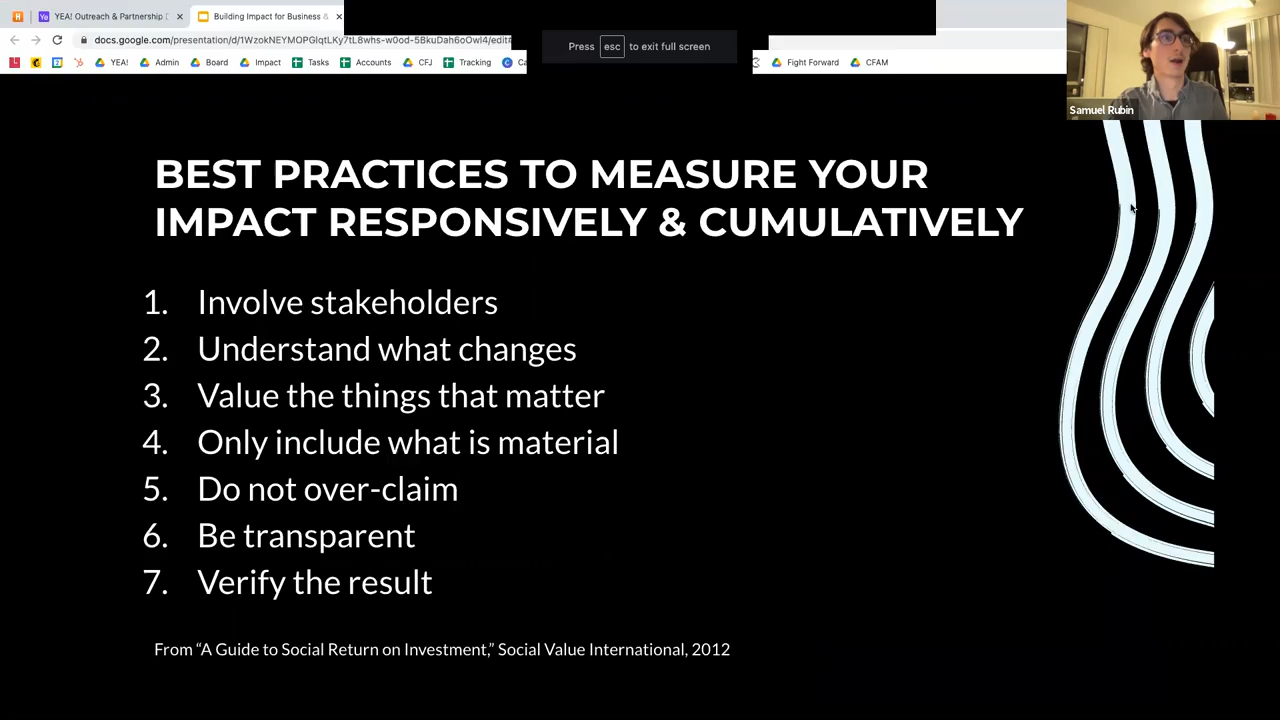 YEA! Outreach & Partnership
Building Impact for Business &
docs.google.com/presentation/d/1WzokNEYMOPGlqtLKy7tL8whs-w0od-5BkuDah6oOwl4/edit#
Press esc to exit full screen
YEA! Admin Board Impact Tasks Accounts CFJ Tracking Fight Forward CFAM
Samuel Rubin
BEST PRACTICES TO MEASURE YOUR
IMPACT RESPONSIVELY & CUMULATIVELY
1. Involve stakeholders
2. Understand what changes
3. Value the things that matter
4. Only include what is material
5. Do not over-claim
6. Be transparent
7. Verify the result
From “A Guide to Social Return on Investment,” Social Value International, 2012